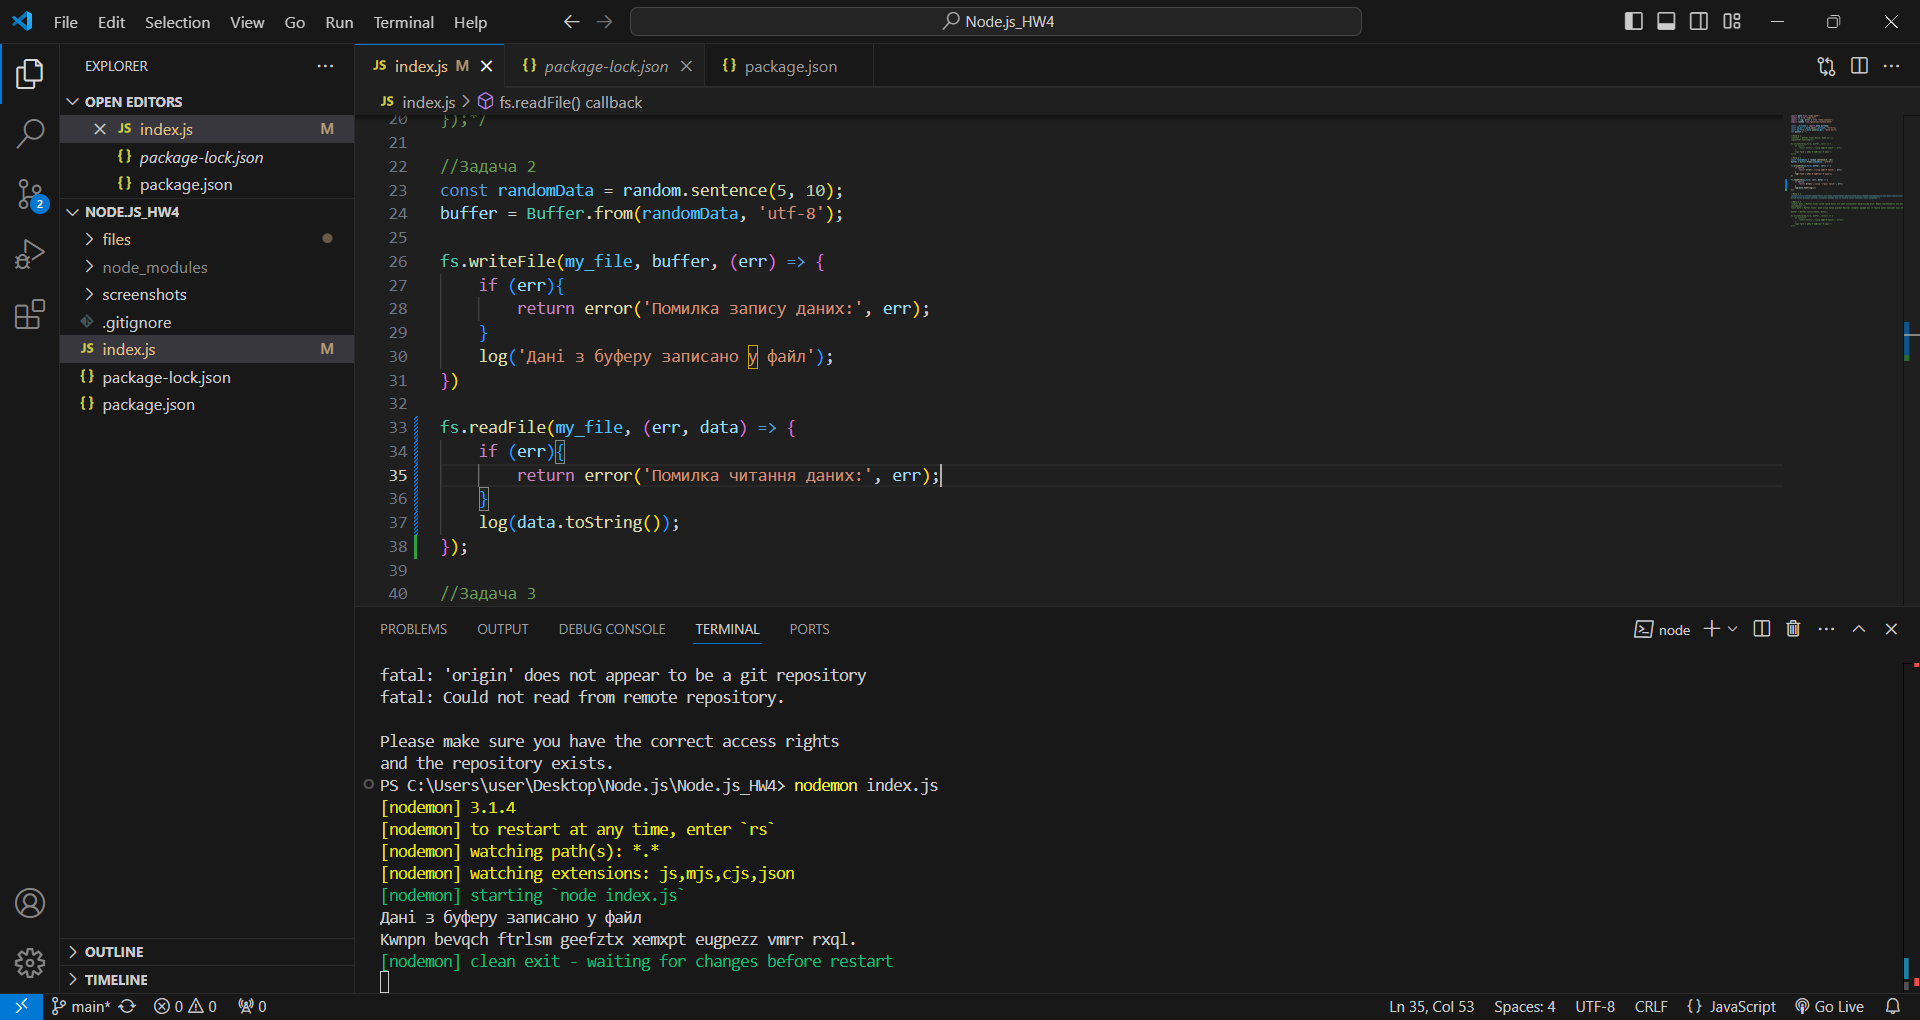 File Edit Selection View Go Run Terminal Help
Node.js_HW4
EXPLORER
OPEN EDITORS
JS index.js M
{} package-lock.json
{} package.json
NODE.JS_HW4
files
node_modules
screenshots
.gitignore
JS index.js M
{} package-lock.json
{} package.json
OUTLINE
TIMELINE
2
JS index.js M
{} package-lock.json
{} package.json
JS index.js > fs.readFile() callback
20 });*/
21
22 //Задача 2
23 const randomData = random.sentence(5, 10);
24 buffer = Buffer.from(randomData, 'utf-8');
25
26 fs.writeFile(my_file, buffer, (err) => {
27 if (err){
28 return error('Помилка запису даних:', err);
29 }
30 log('Дані з буферу записано у файл');
31 })
32
33 fs.readFile(my_file, (err, data) => {
34 if (err){
35 return error('Помилка читання даних:', err);
36 }
37 log(data.toString());
38 });
39
40 //Задача 3
PROBLEMS OUTPUT DEBUG CONSOLE TERMINAL PORTS
node
fatal: 'origin' does not appear to be a git repository
fatal: Could not read from remote repository.
Please make sure you have the correct access rights
and the repository exists.
PS C:\Users\user\Desktop\Node.js\Node.js_HW4> nodemon index.js
[nodemon] 3.1.4
[nodemon] to restart at any time, enter `rs`
[nodemon] watching path(s): *.*
[nodemon] watching extensions: js,mjs,cjs,json
[nodemon] starting `node index.js`
Дані з буферу записано у файл
Kwnpn bevqch ftrlsm geefztx xemxpt eugpezz vmrr rxql.
[nodemon] clean exit - waiting for changes before restart
main* 0 0 0
Ln 35, Col 53 Spaces: 4 UTF-8 CRLF {} JavaScript Go Live